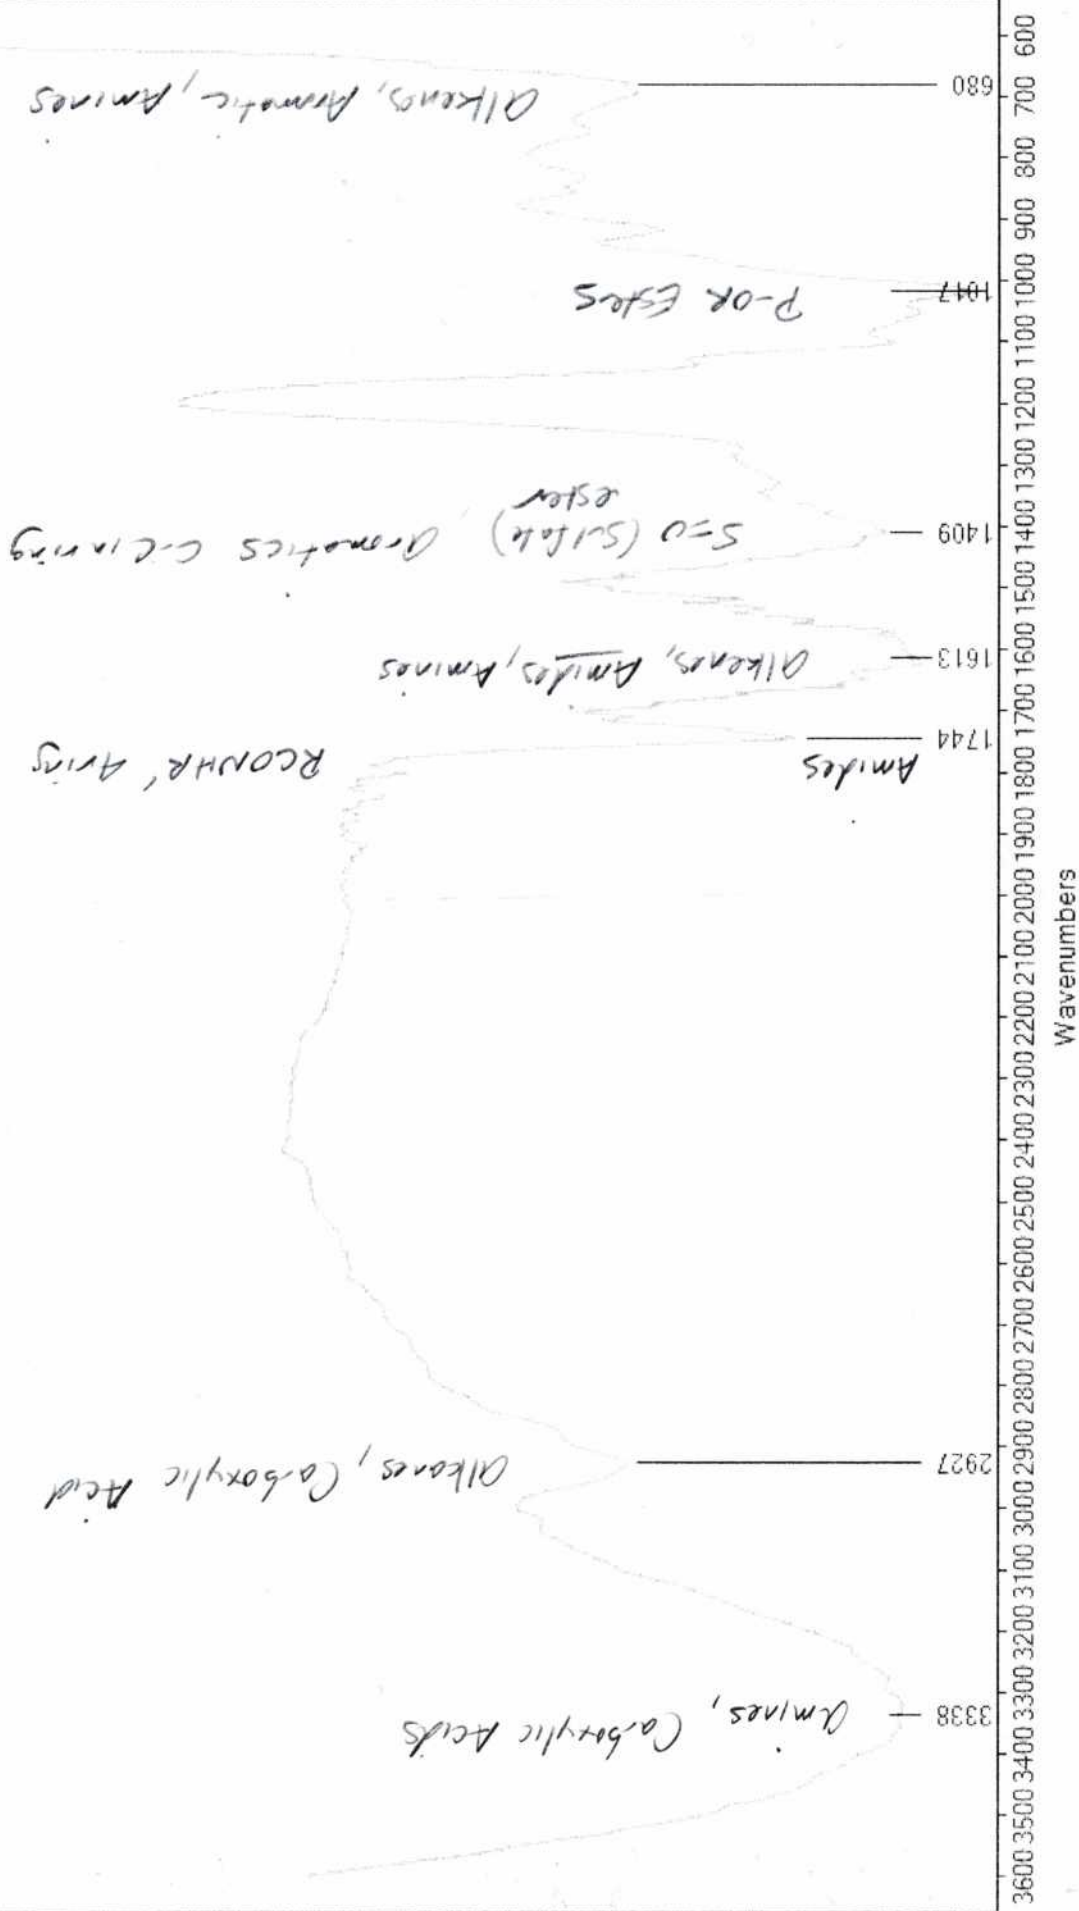 Amines, Carboxylic Acids
Alkanes, Carboxylic Acid
Amides
RCONHR'
Alkenes, Amides, Amines
S=O (Sulfate)
ester
Aromatics C-C in ring
P-OR Esters
Alkenes, Aromatic, Amines
3338
2927
1744
1613
1409
1017
680
3600 3500 3400 3300 3200 3100 3000 2900 2800 2700 2600 2500 2400 2300 2200 2100 2000 1900 1800 1700 1600 1500 1400 1300 1200 1100 1000 900 800 700 600
Wavenumbers